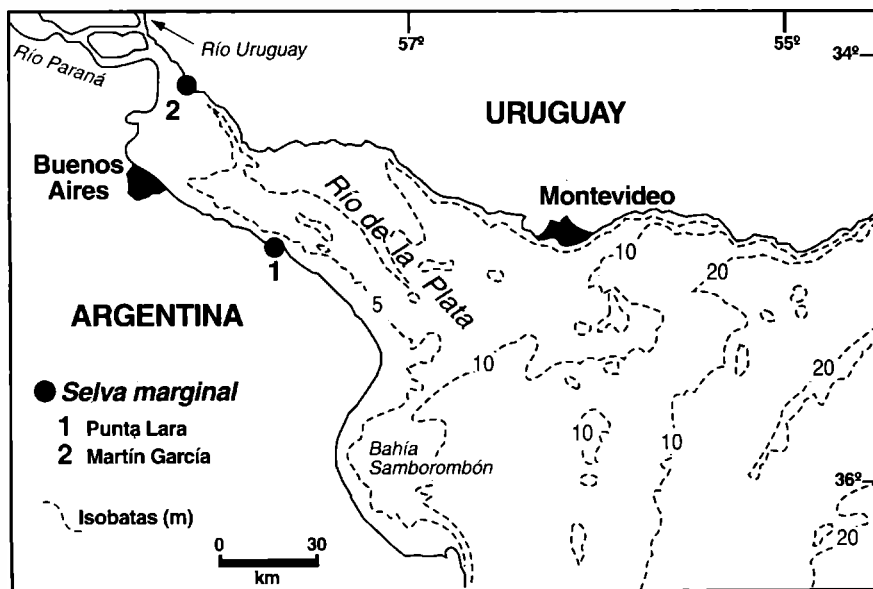 57º
55º
34º
Río Uruguay
Río Paraná
2
URUGUAY
Buenos
Aires
Río de la Plata
Montevideo
1
10
20
5
ARGENTINA
10
20
Selva marginal
1 Punta Lara
2 Martín García
10
10
Bahía
Samborombón
36º
Isobatas (m)
20
0 30
km